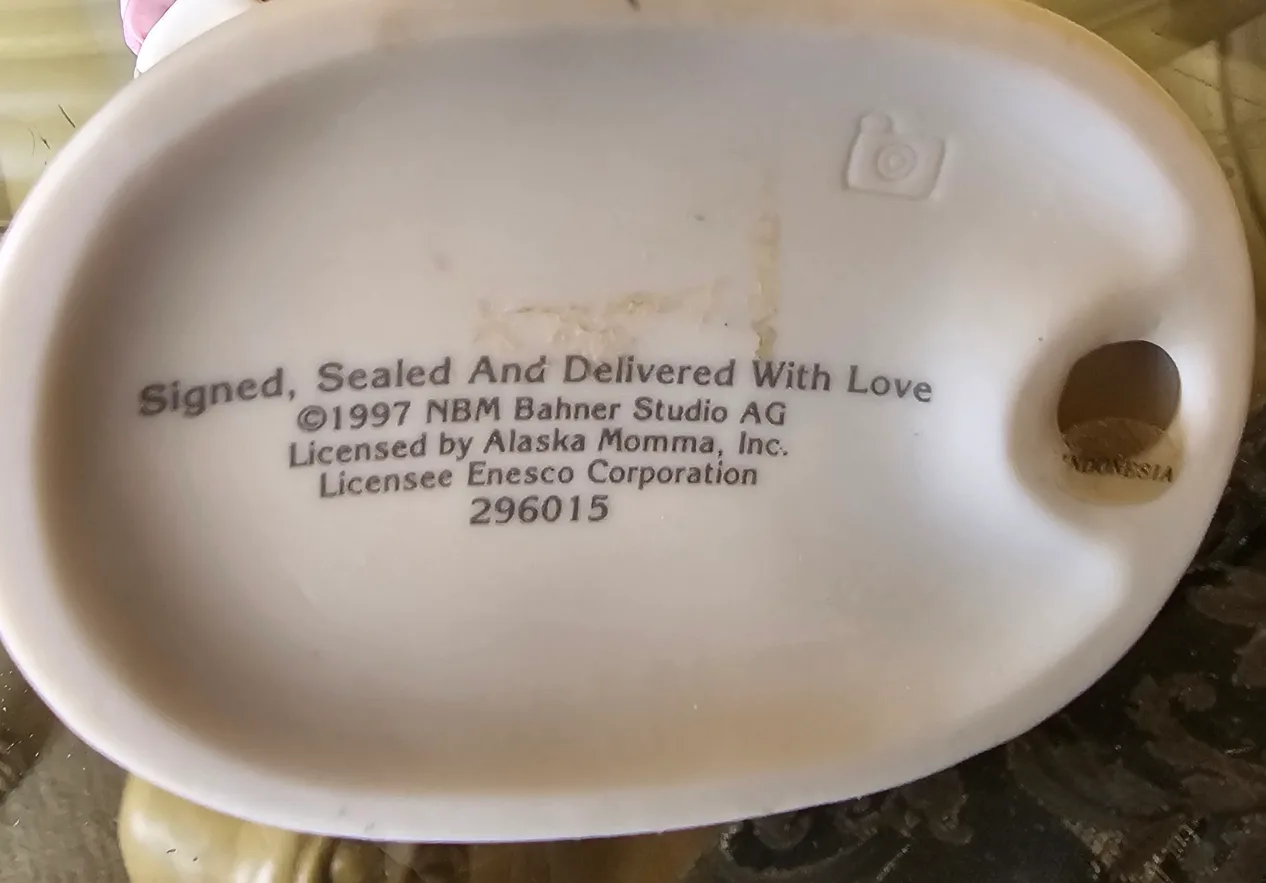 Signed, Sealed And Delivered With Love
©1997 NBM Bahner Studio AG
Licensed by Alaska Momma, Inc.
Licensee Enesco Corporation
296015
INDONESIA